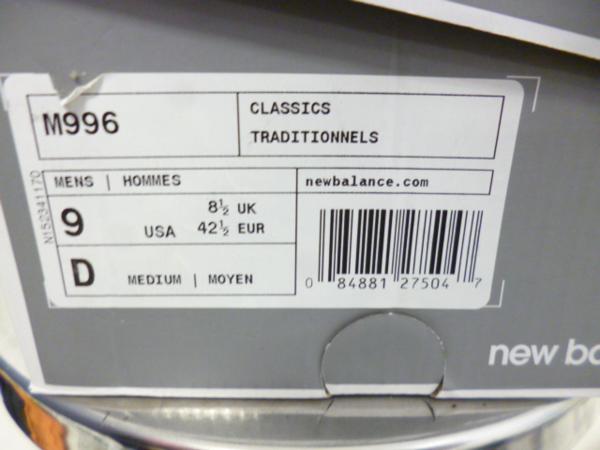 M996
CLASSICS
TRADITIONNELS
MENS | HOMMES
newbalance.com
9
USA
8½ UK
42½ EUR
D
MEDIUM | MOYEN
N152341170
0 84881 27504 7
new ba